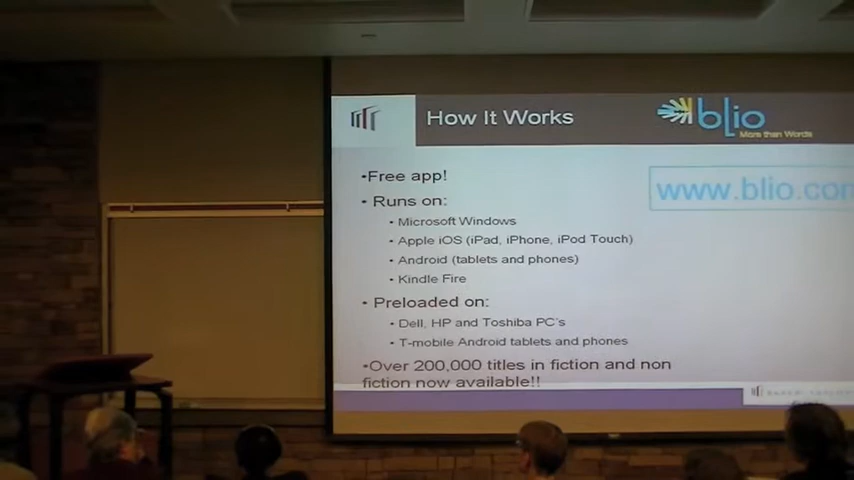 How It Works
blio
More than Words
•Free app!
www.blio.com
• Runs on:
• Microsoft Windows
• Apple iOS (iPad, iPhone, iPod Touch)
• Android (tablets and phones)
• Kindle Fire
• Preloaded on:
• Dell, HP and Toshiba PC's
• T-mobile Android tablets and phones
•Over 200,000 titles in fiction and non
fiction now available!!